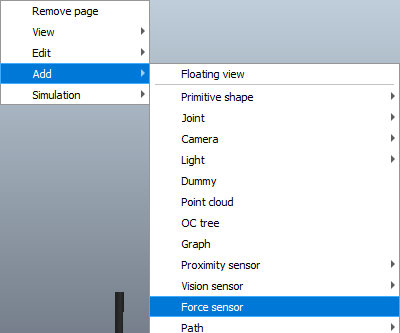 Remove page
View
Edit
Add
Simulation
Floating view
Primitive shape
Joint
Camera
Light
Dummy
Point cloud
OC tree
Graph
Proximity sensor
Vision sensor
Force sensor
Path